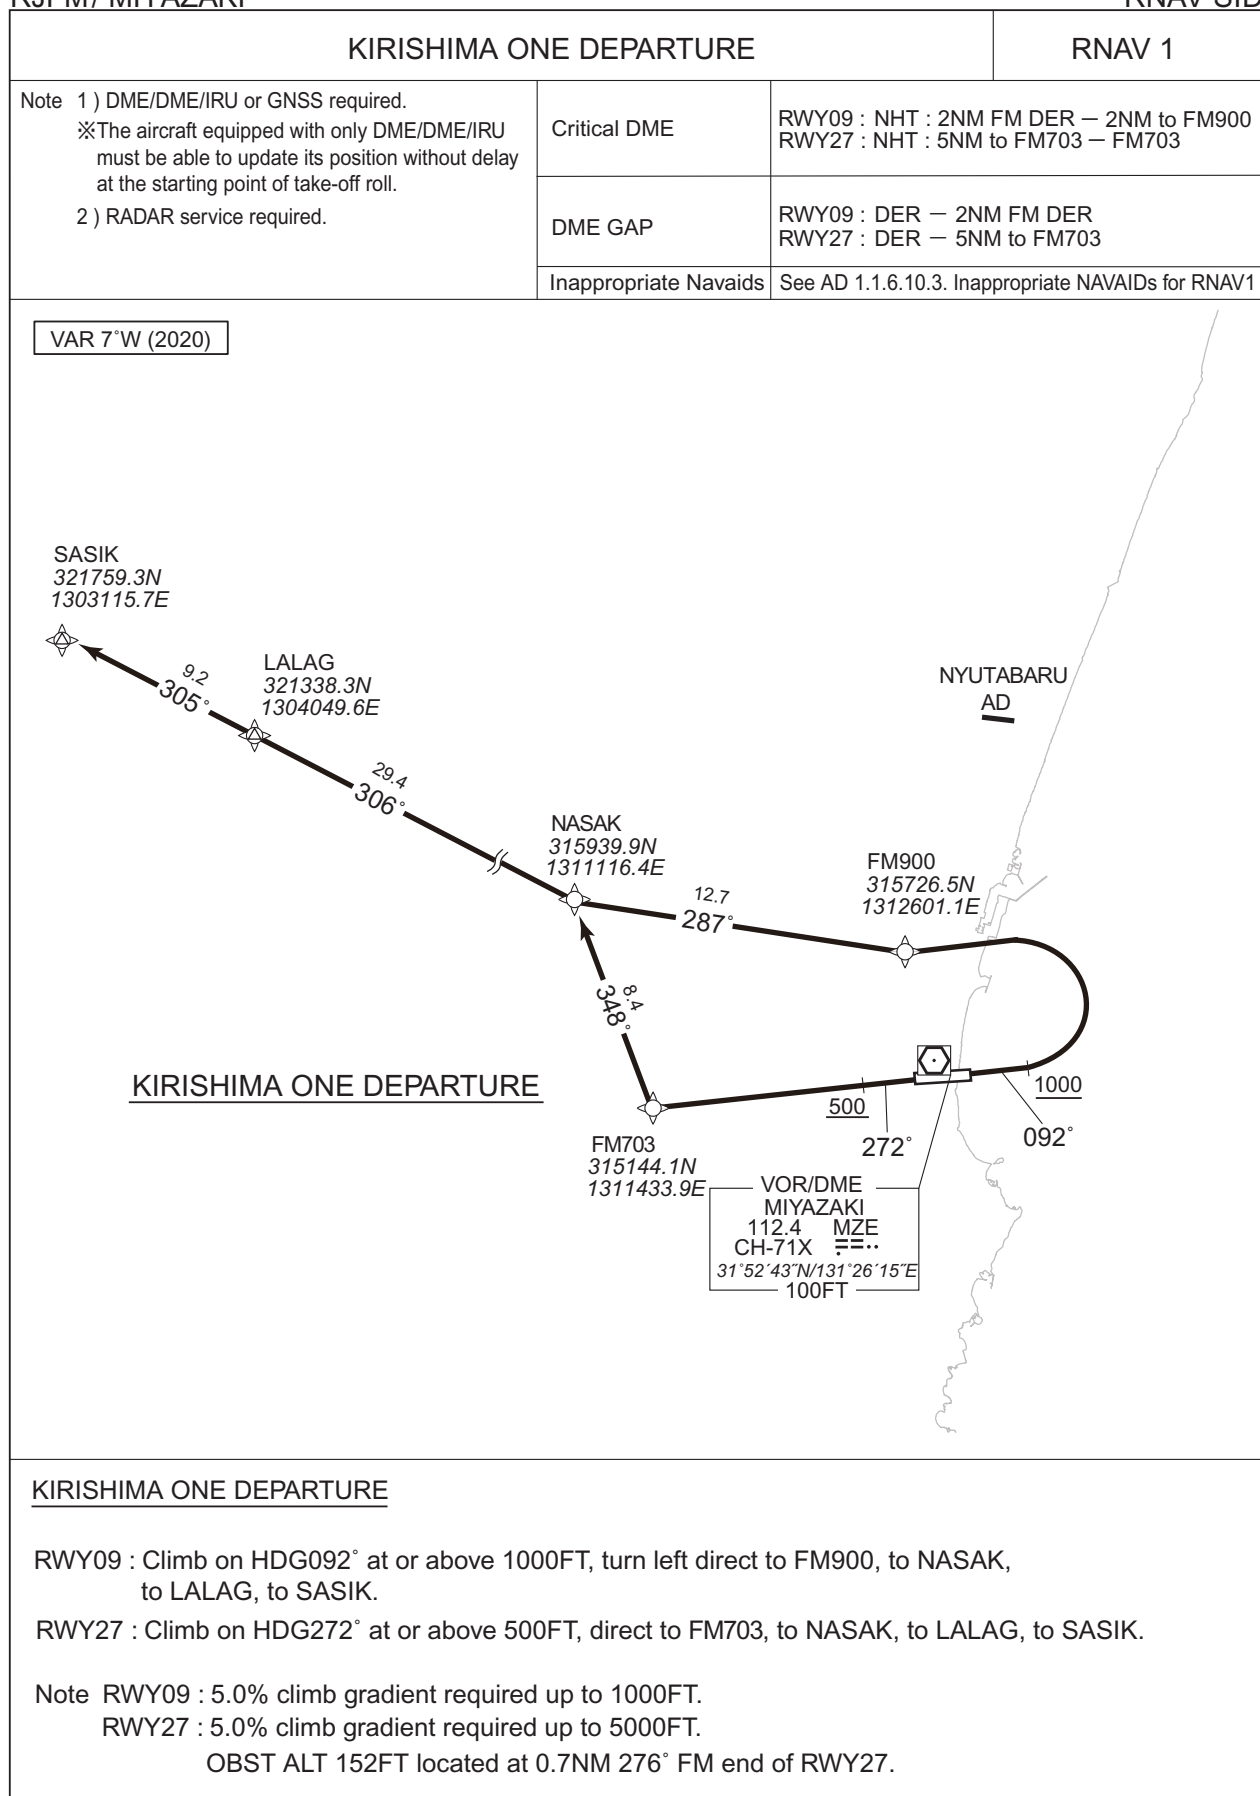 KIRISHIMA ONE DEPARTURE
RNAV 1
Note 1 ) DME/DME/IRU or GNSS required.
※The aircraft equipped with only DME/DME/IRU
must be able to update its position without delay
at the starting point of take-off roll.
2 ) RADAR service required.
Critical DME
RWY09 : NHT : 2NM FM DER — 2NM to FM900
RWY27 : NHT : 5NM to FM703 — FM703
DME GAP
RWY09 : DER — 2NM FM DER
RWY27 : DER — 5NM to FM703
Inappropriate Navaids
See AD 1.1.6.10.3. Inappropriate NAVAIDs for RNAV1
VAR 7˚W (2020)
SASIK
321759.3N
1303115.7E
9.2
305˚
LALAG
321338.3N
1304049.6E
29.4
306˚
NYUTABARU
AD
NASAK
315939.9N
1311116.4E
12.7
287˚
FM900
315726.5N
1312601.1E
8.4
348˚
KIRISHIMA ONE DEPARTURE
500
272˚
1000
092˚
FM703
315144.1N
1311433.9E
VOR/DME
MIYAZAKI
112.4 MZE
CH-71X
31˚52´43˝N/131˚26´15˝E
100FT
KIRISHIMA ONE DEPARTURE
RWY09 : Climb on HDG092˚ at or above 1000FT, turn left direct to FM900, to NASAK,
to LALAG, to SASIK.
RWY27 : Climb on HDG272˚ at or above 500FT, direct to FM703, to NASAK, to LALAG, to SASIK.
Note RWY09 : 5.0% climb gradient required up to 1000FT.
RWY27 : 5.0% climb gradient required up to 5000FT.
OBST ALT 152FT located at 0.7NM 276˚ FM end of RWY27.